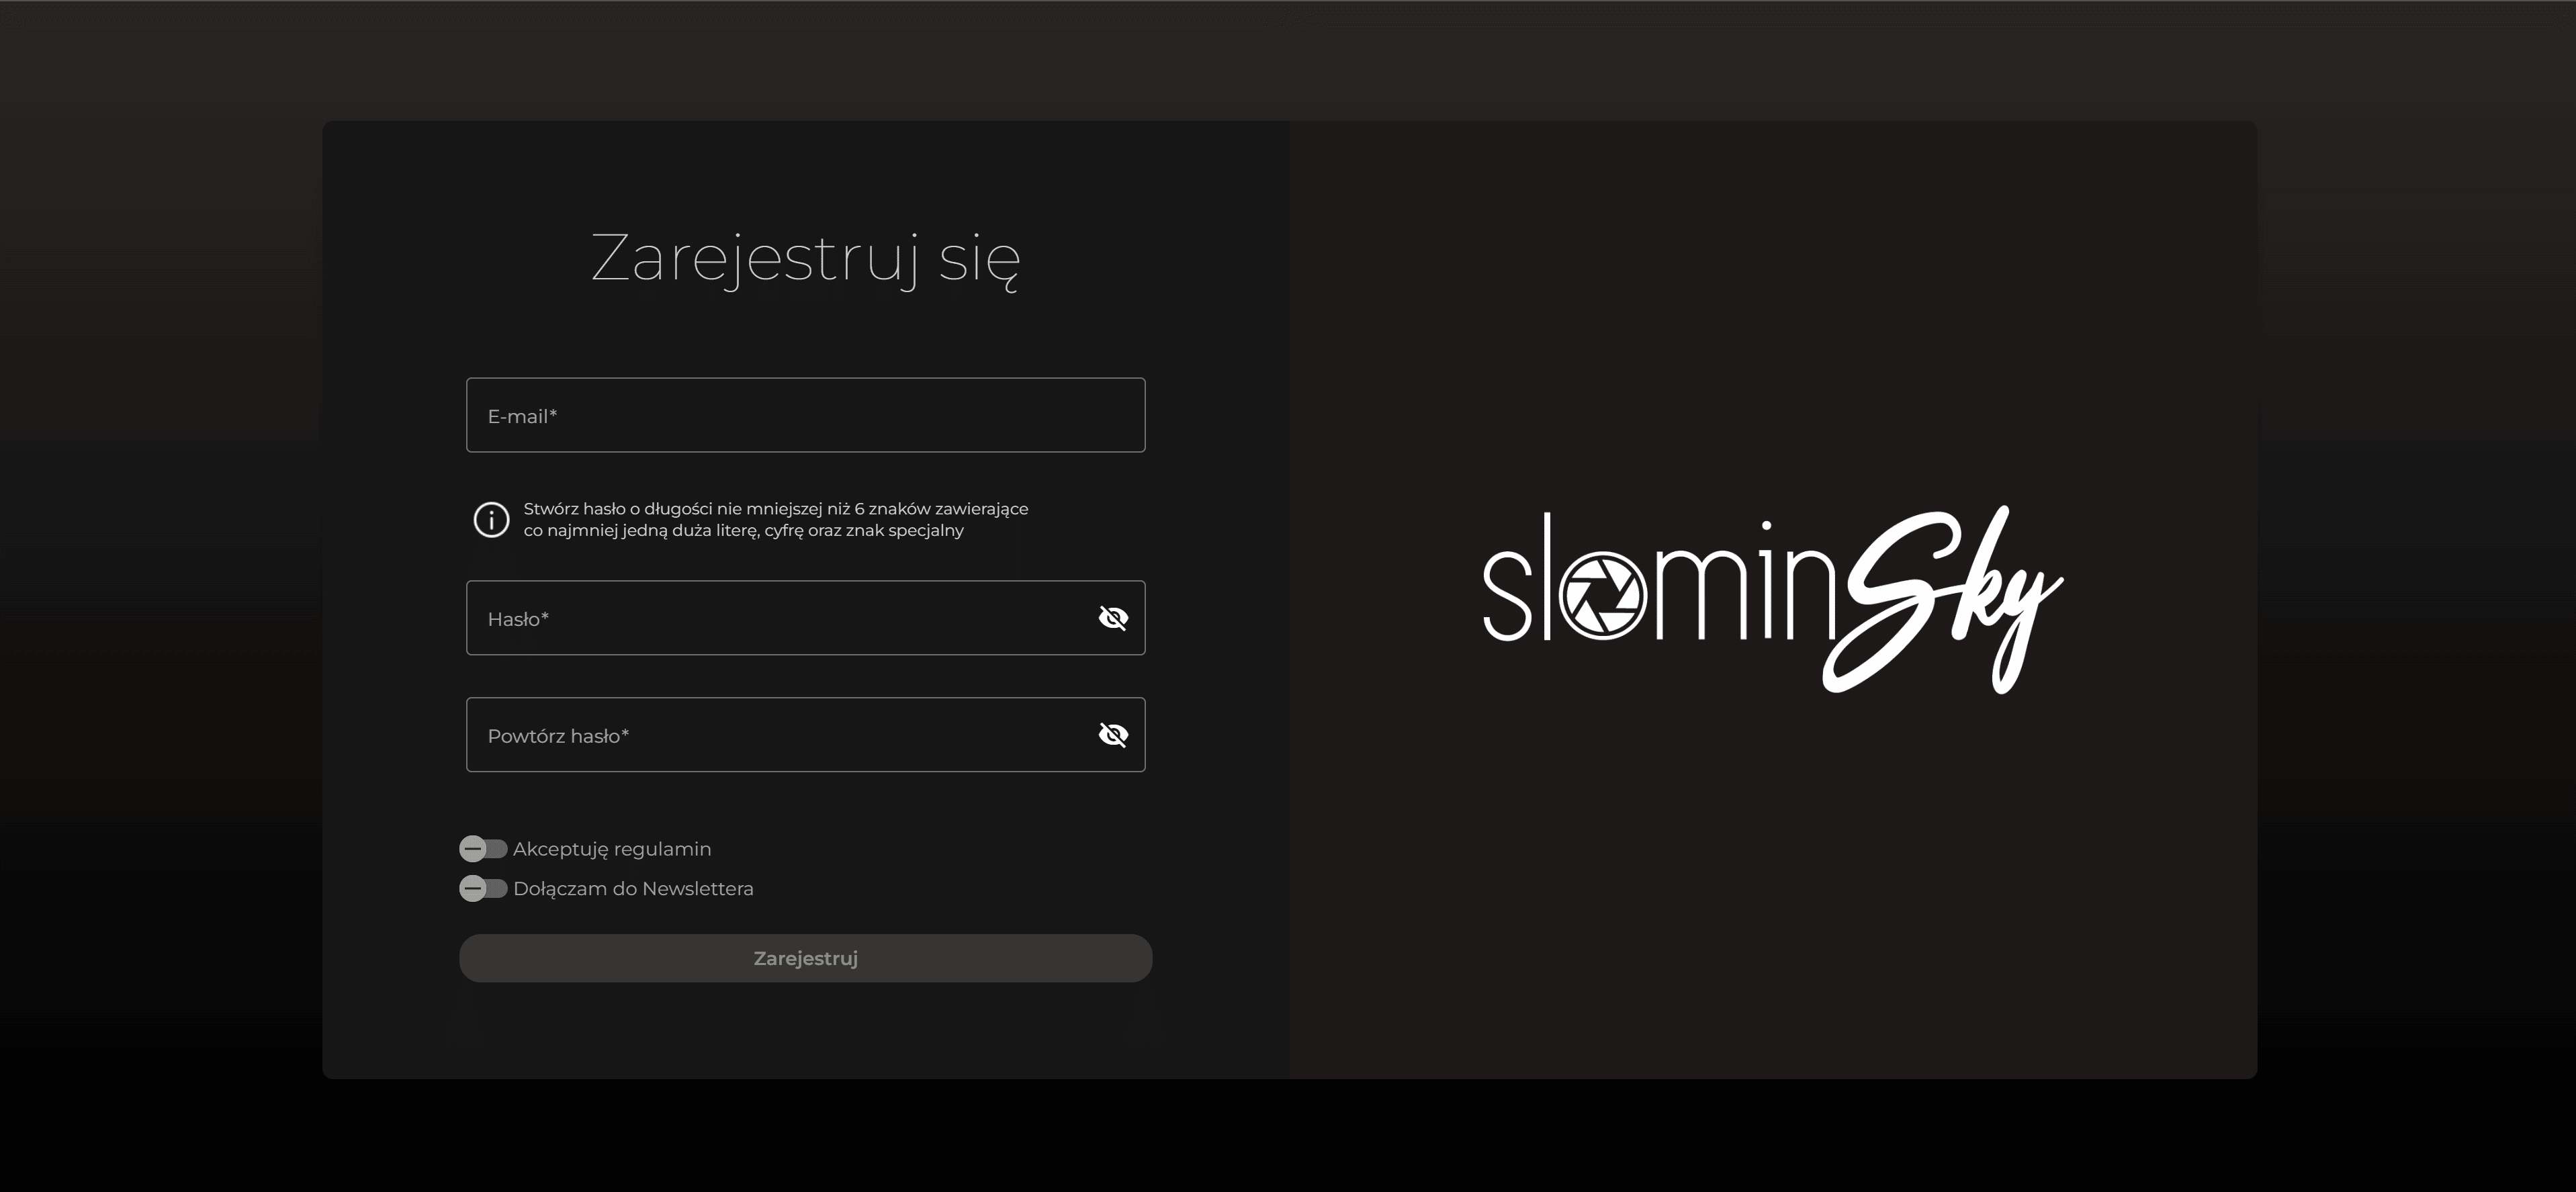 Zarejestruj się
E-mail*
Stwórz hasło o długości nie mniejszej niż 6 znaków zawierające
co najmniej jedną duża literę, cyfrę oraz znak specjalny
Hasło*
Powtórz hasło*
Akceptuję regulamin
Dołączam do Newslettera
Zarejestruj
slominSky